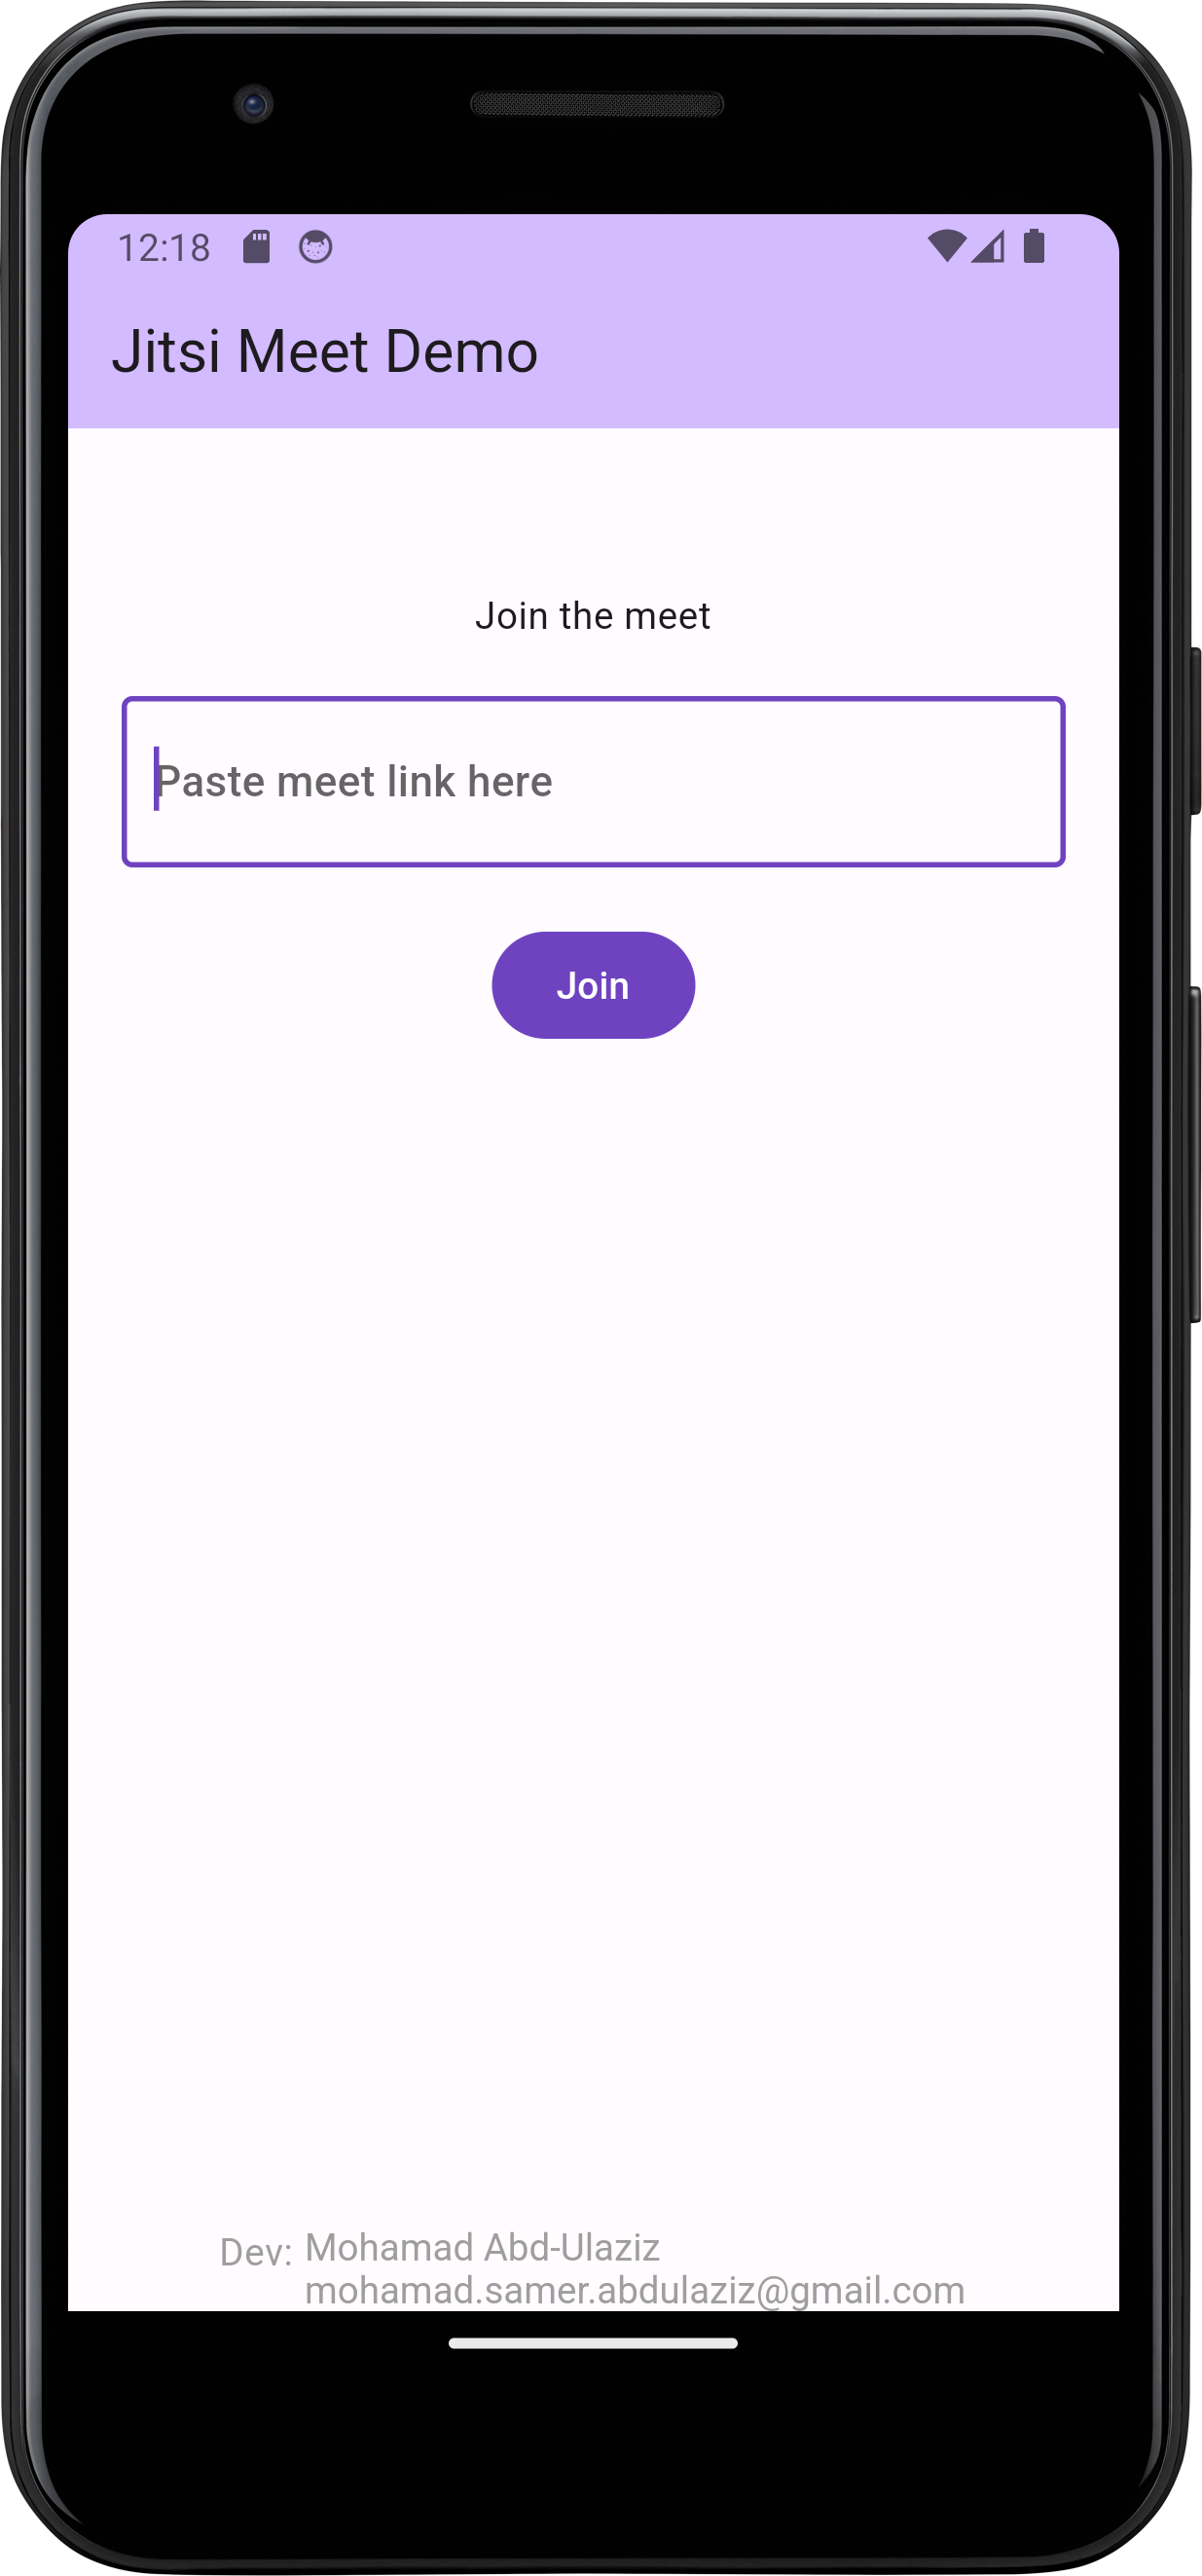 12:18
Jitsi Meet Demo
Join the meet
Paste meet link here
Join
Dev: Mohamad Abd-Ulaziz
mohamad.samer.abdulaziz@gmail.com